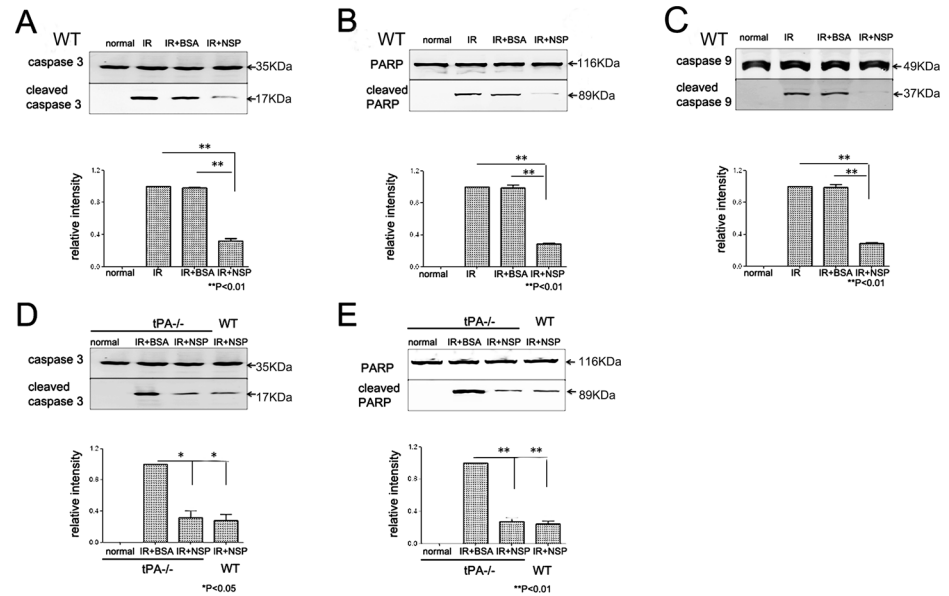 A
WT
normal IR IR+BSA IR+NSP
caspase 3
35KDa
cleaved
caspase 3
17KDa
relative intensity
1.2
0.8
0.4
0.0
**
**
normal IR IR+BSA IR+NSP
**P<0.01
B
WT
normal IR IR+BSA IR+NSP
PARP
116KDa
cleaved
PARP
89KDa
relative intensity
1.2
0.8
0.4
0.0
**
**
normal IR IR+BSA IR+NSP
**P<0.01
C
WT
normal IR IR+BSA IR+NSP
caspase 9
49KDa
cleaved
caspase 9
37KDa
relative intensity
1.2
0.8
0.4
0.0
**
**
normal IR IR+BSA IR+NSP
**P<0.01
D
tPA-/- WT
normal IR+BSA IR+NSP IR+NSP
caspase 3
35KDa
cleaved
caspase 3
17KDa
relative intensity
1.2
0.8
0.4
0.0
* *
normal IR+BSA IR+NSP IR+NSP
tPA-/- WT
*P<0.05
E
tPA-/- WT
normal IR+BSA IR+NSP IR+NSP
PARP
116KDa
cleaved
PARP
89KDa
relative intensity
1.2
0.8
0.4
0.0
** **
normal IR+BSA IR+NSP IR+NSP
tPA-/- WT
**P<0.01